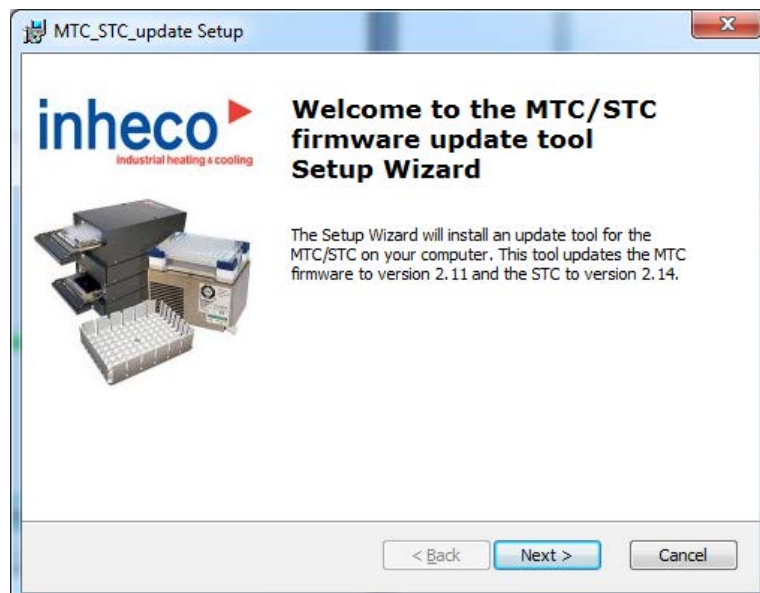 MTC_STC_update Setup
inheco
industrial heating & cooling
Welcome to the MTC/STC
firmware update tool
Setup Wizard
The Setup Wizard will install an update tool for the
MTC/STC on your computer. This tool updates the MTC
firmware to version 2.11 and the STC to version 2.14.
< Back
Next >
Cancel